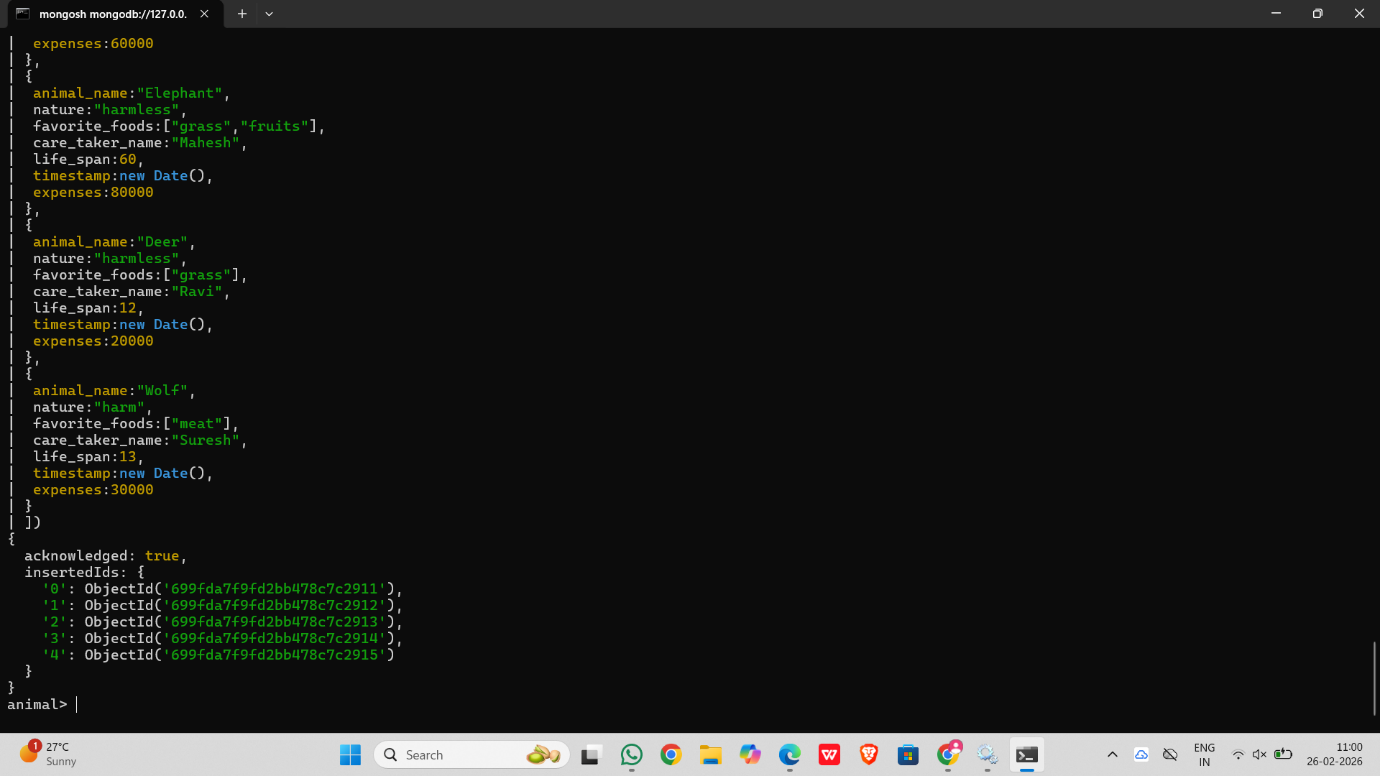 mongosh mongodb://127.0.0.
|  expenses:60000
| },
| {
|  animal_name:"Elephant",
|  nature:"harmless",
|  favorite_foods:["grass","fruits"],
|  care_taker_name:"Mahesh",
|  life_span:60,
|  timestamp:new Date(),
|  expenses:80000
| },
| {
|  animal_name:"Deer",
|  nature:"harmless",
|  favorite_foods:["grass"],
|  care_taker_name:"Ravi",
|  life_span:12,
|  timestamp:new Date(),
|  expenses:20000
| },
| {
|  animal_name:"Wolf",
|  nature:"harm",
|  favorite_foods:["meat"],
|  care_taker_name:"Suresh",
|  life_span:13,
|  timestamp:new Date(),
|  expenses:30000
| }
| ])
{
  acknowledged: true,
  insertedIds: {
    '0': ObjectId('699fda7f9fd2bb478c7c2911'),
    '1': ObjectId('699fda7f9fd2bb478c7c2912'),
    '2': ObjectId('699fda7f9fd2bb478c7c2913'),
    '3': ObjectId('699fda7f9fd2bb478c7c2914'),
    '4': ObjectId('699fda7f9fd2bb478c7c2915')
  }
}
animal>
1
27°C
Sunny
Search
W
ENG
IN
11:00
26-02-2026